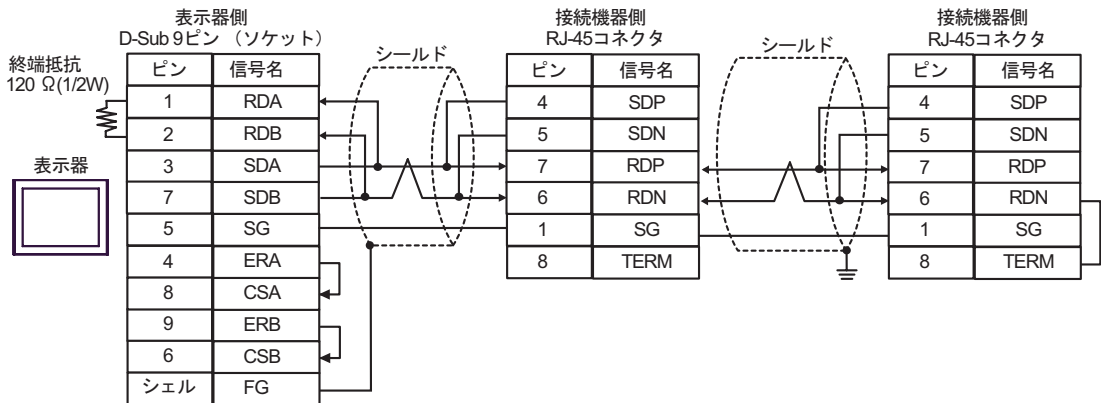 表示器側
D-Sub 9ピン (ソケット)
接続機器側
RJ-45コネクタ
接続機器側
RJ-45コネクタ
終端抵抗
120 Ω(1/2W)
シールド
シールド
表示器
ピン 信号名
1 RDA
2 RDB
3 SDA
7 SDB
5 SG
4 ERA
8 CSA
9 ERB
6 CSB
シェル FG
ピン 信号名
4 SDP
5 SDN
7 RDP
6 RDN
1 SG
8 TERM
ピン 信号名
4 SDP
5 SDN
7 RDP
6 RDN
1 SG
8 TERM